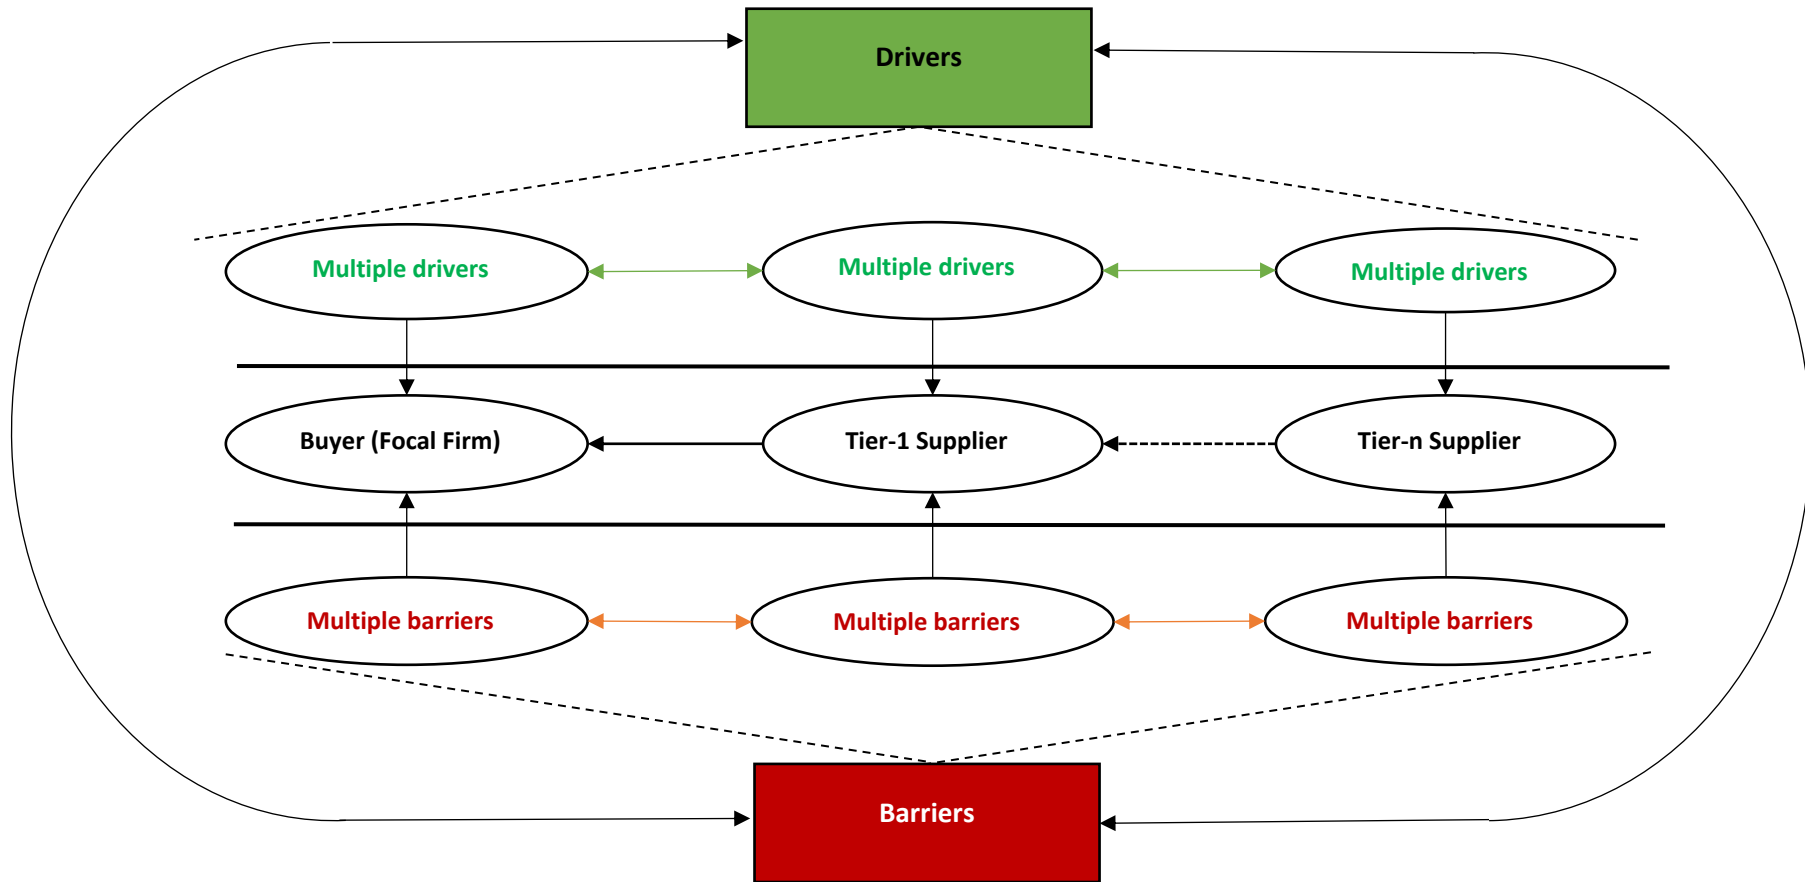 Drivers
Multiple drivers
Multiple drivers
Multiple drivers
Buyer (Focal Firm)
Tier-1 Supplier
Tier-n Supplier
Multiple barriers
Multiple barriers
Multiple barriers
Barriers